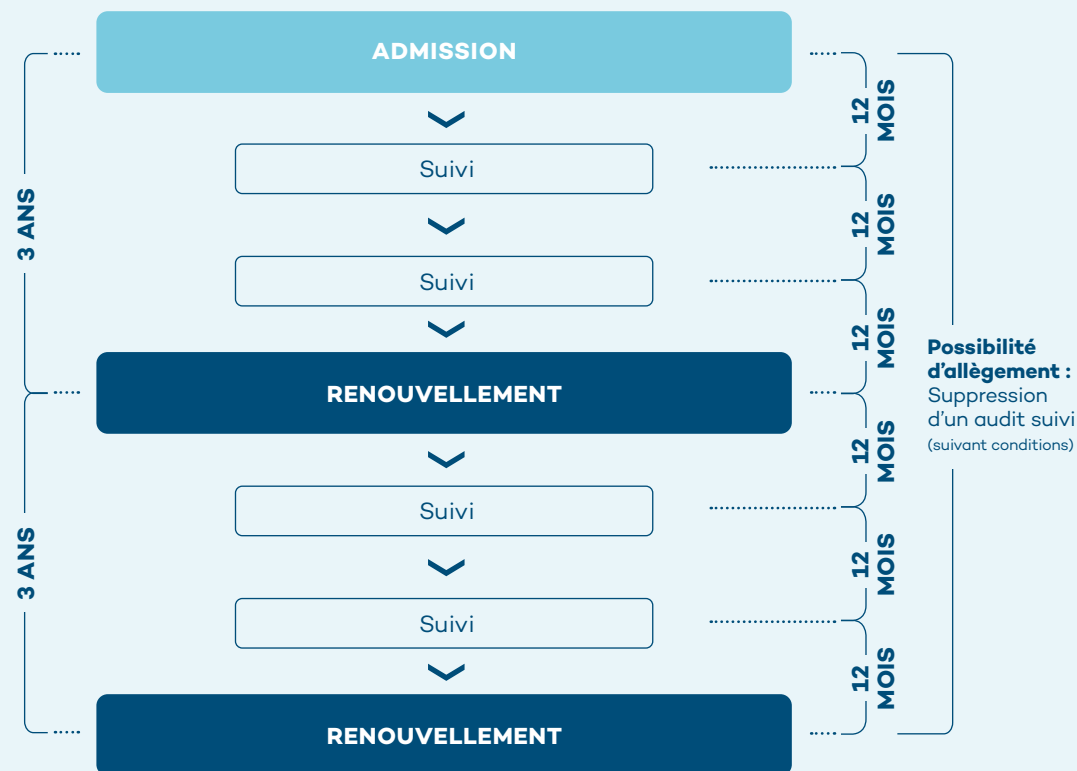 ADMISSION
Suivi
Suivi
RENOUVELLEMENT
Suivi
Suivi
RENOUVELLEMENT
3 ANS
3 ANS
12
MOIS
12
MOIS
12
MOIS
12
MOIS
12
MOIS
12
MOIS
Possibilité
d'allègement :
Suppression
d'un audit suivi
(suivant conditions)